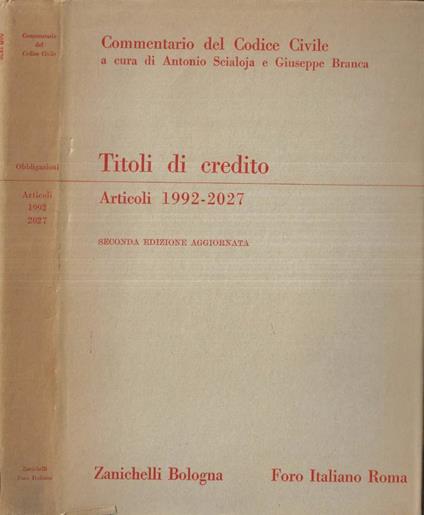 Commentario
del
Codice Civile
Obbligazioni
Articoli
1992
2027
Zanichelli
Foro Italiano
Commentario del Codice Civile
a cura di Antonio Scialoja e Giuseppe Branca
Titoli di credito
Articoli 1992-2027
SECONDA EDIZIONE AGGIORNATA
Zanichelli Bologna Foro Italiano Roma